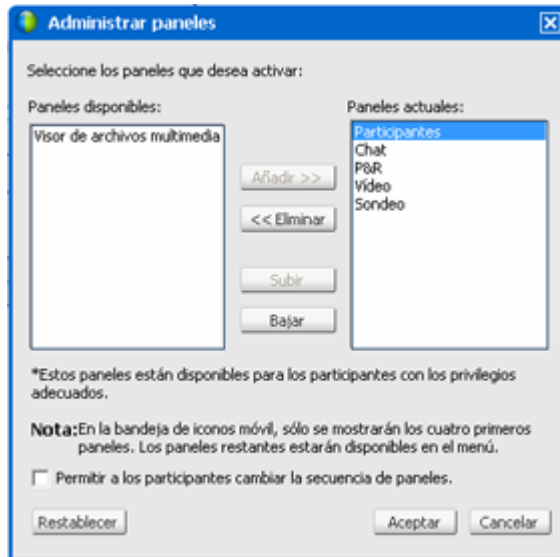 Administrar paneles
Seleccione los paneles que desea activar:
Paneles disponibles:
Paneles actuales:
Visor de archivos multimedia
Participantes
Chat
P&R
Vídeo
Sondeo
Añadir >>
<< Eliminar
Subir
Bajar
*Estos paneles están disponibles para los participantes con los privilegios
adecuados.
Nota:En la bandeja de iconos móvil, sólo se mostrarán los cuatro primeros
paneles. Los paneles restantes estarán disponibles en el menú.
Permitir a los participantes cambiar la secuencia de paneles.
Restablecer
Aceptar
Cancelar